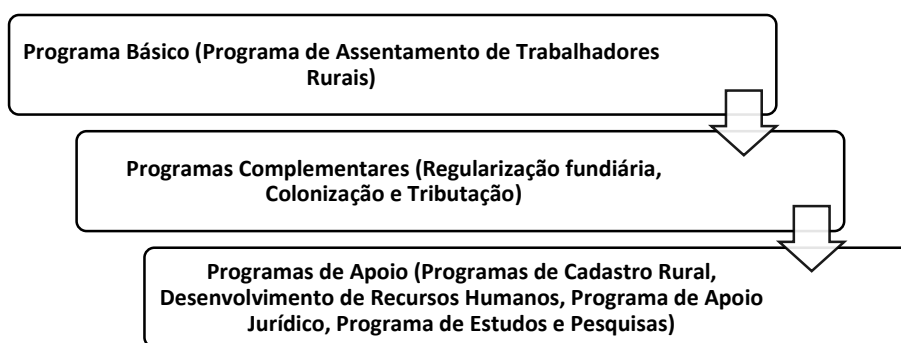 Programa Básico (Programa de Assentamento de Trabalhadores
Rurais)
Programas Complementares (Regularização fundiária,
Colonização e Tributação)
Programas de Apoio (Programas de Cadastro Rural,
Desenvolvimento de Recursos Humanos, Programa de Apoio
Jurídico, Programa de Estudos e Pesquisas)